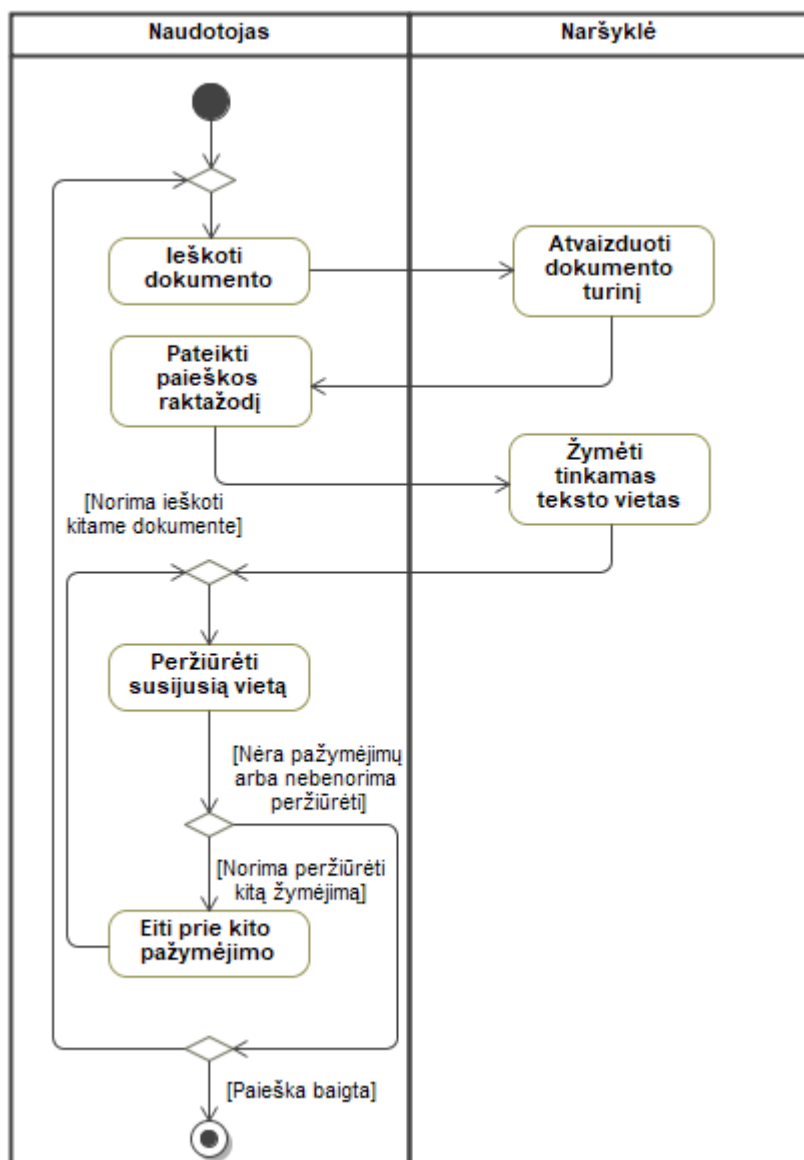 Naudotojas
Naršyklė
Ieškoti
dokumento
Atvaizduoti
dokumento
turinį
Pateikti
paieškos
raktažodį
Žymėti
tinkamas
teksto vietas
[Norima ieškoti
kitame dokumente]
Peržiūrėti
susijusią vietą
[Nėra pažymėjimų
arba nebenorima
peržiūrėti]
[Norima peržiūrėti
kitą žymėjimą]
Eiti prie kito
pažymėjimo
[Paieška baigta]